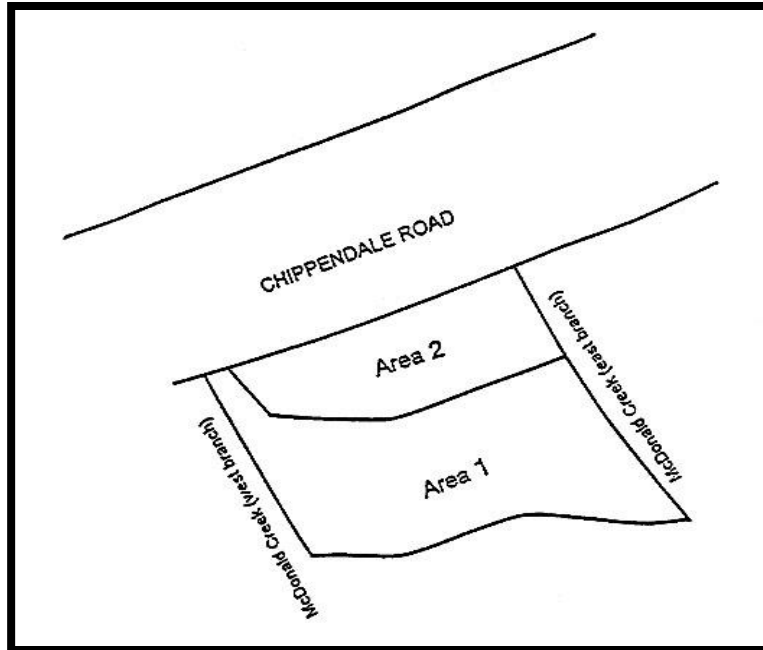 CHIPPENDALE ROAD
Area 2
McDonald Creek (east branch)
Area 1
McDonald Creek (west branch)